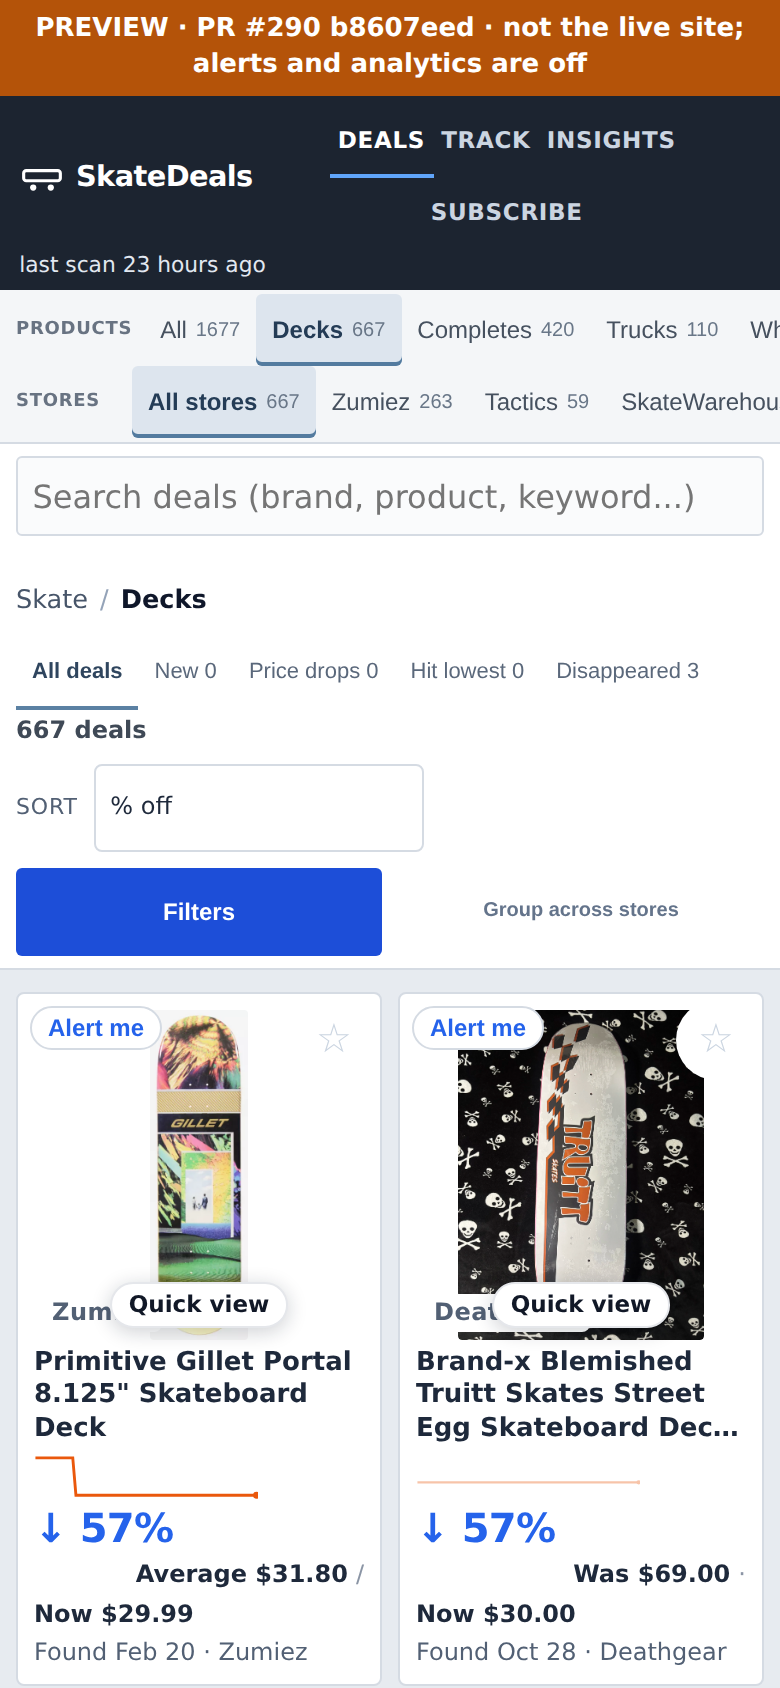 PREVIEW · PR #290 b8607eed · not the live site;
alerts and analytics are off
SkateDeals
DEALS TRACK INSIGHTS
SUBSCRIBE
last scan 23 hours ago
PRODUCTS All 1677 Decks 667 Completes 420 Trucks 110 Wh
STORES All stores 667 Zumiez 263 Tactics 59 SkateWarehou
Search deals (brand, product, keyword...)
Skate / Decks
All deals New 0 Price drops 0 Hit lowest 0 Disappeared 3
667 deals
SORT % off
Filters Group across stores
Alert me ☆
GILLET
Zum
Quick view
Primitive Gillet Portal
8.125" Skateboard
Deck
↓ 57%
Average $31.80 /
Now $29.99
Found Feb 20 · Zumiez
Alert me ☆
TRUITT
SKATES
Deat
Quick view
Brand-x Blemished
Truitt Skates Street
Egg Skateboard Dec...
↓ 57%
Was $69.00 ·
Now $30.00
Found Oct 28 · Deathgear